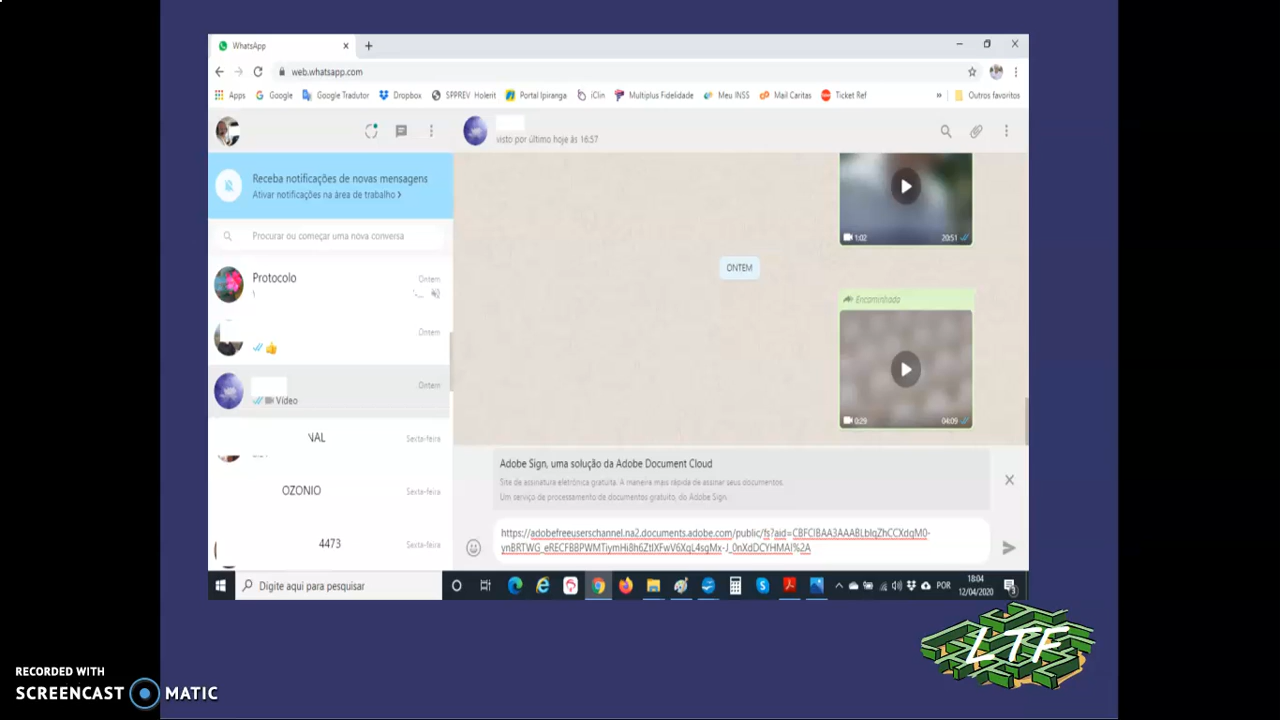 WhatsApp
web.whatsapp.com
Apps Google Google Tradutor Dropbox SPPREV Holerit Portal Ipiranga iClin Multiplus Fidelidade Meu INSS Mail Caritas Ticket Ref » Outros favoritos
visto por último hoje às 16:57
Receba notificações de novas mensagens
Ativar notificações na área de trabalho >
Procurar ou começar uma nova conversa
Protocolo Ontem
Ontem
Ontem
Vídeo
NAL Sexta-feira
OZONIO Sexta-feira
4473 Sexta-feira
1:02 20:51
ONTEM
Encaminhada
0:29 04:09
Adobe Sign, uma solução da Adobe Document Cloud
Site de assinatura eletrônica gratuita. A maneira mais rápida de assinar seus documentos.
Um serviço de processamento de documentos gratuito, do Adobe Sign.
https://adobefreeuserschannel.na2.documents.adobe.com/public/fs?aid=CBFCIBAA3AAABLblqZhCCXdqM0-
ynBRTWG_eRECFBBPWMTiymHi8h6ZtIXFwV6XgL4sgMx-J_0nXdDCYHMAI%2A
Digite aqui para pesquisar
POR
18:04
12/04/2020
3
LTF
RECORDED WITH
SCREENCAST MATIC